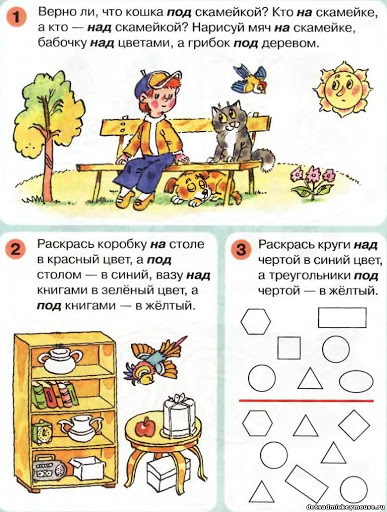 1
Верно ли, что кошка под скамейкой? Кто на скамейке,
а кто — над скамейкой? Нарисуй мяч на скамейке,
бабочку над цветами, а грибок под деревом.
2
Раскрась коробку на столе
в красный цвет, а под
столом — в синий, вазу над
книгами в зелёный цвет, а
под книгами — в жёлтый.
3
Раскрась круги над
чертой в синий цвет,
а треугольники под
чертой — в жёлтый.
detsadmickeymouse.ru